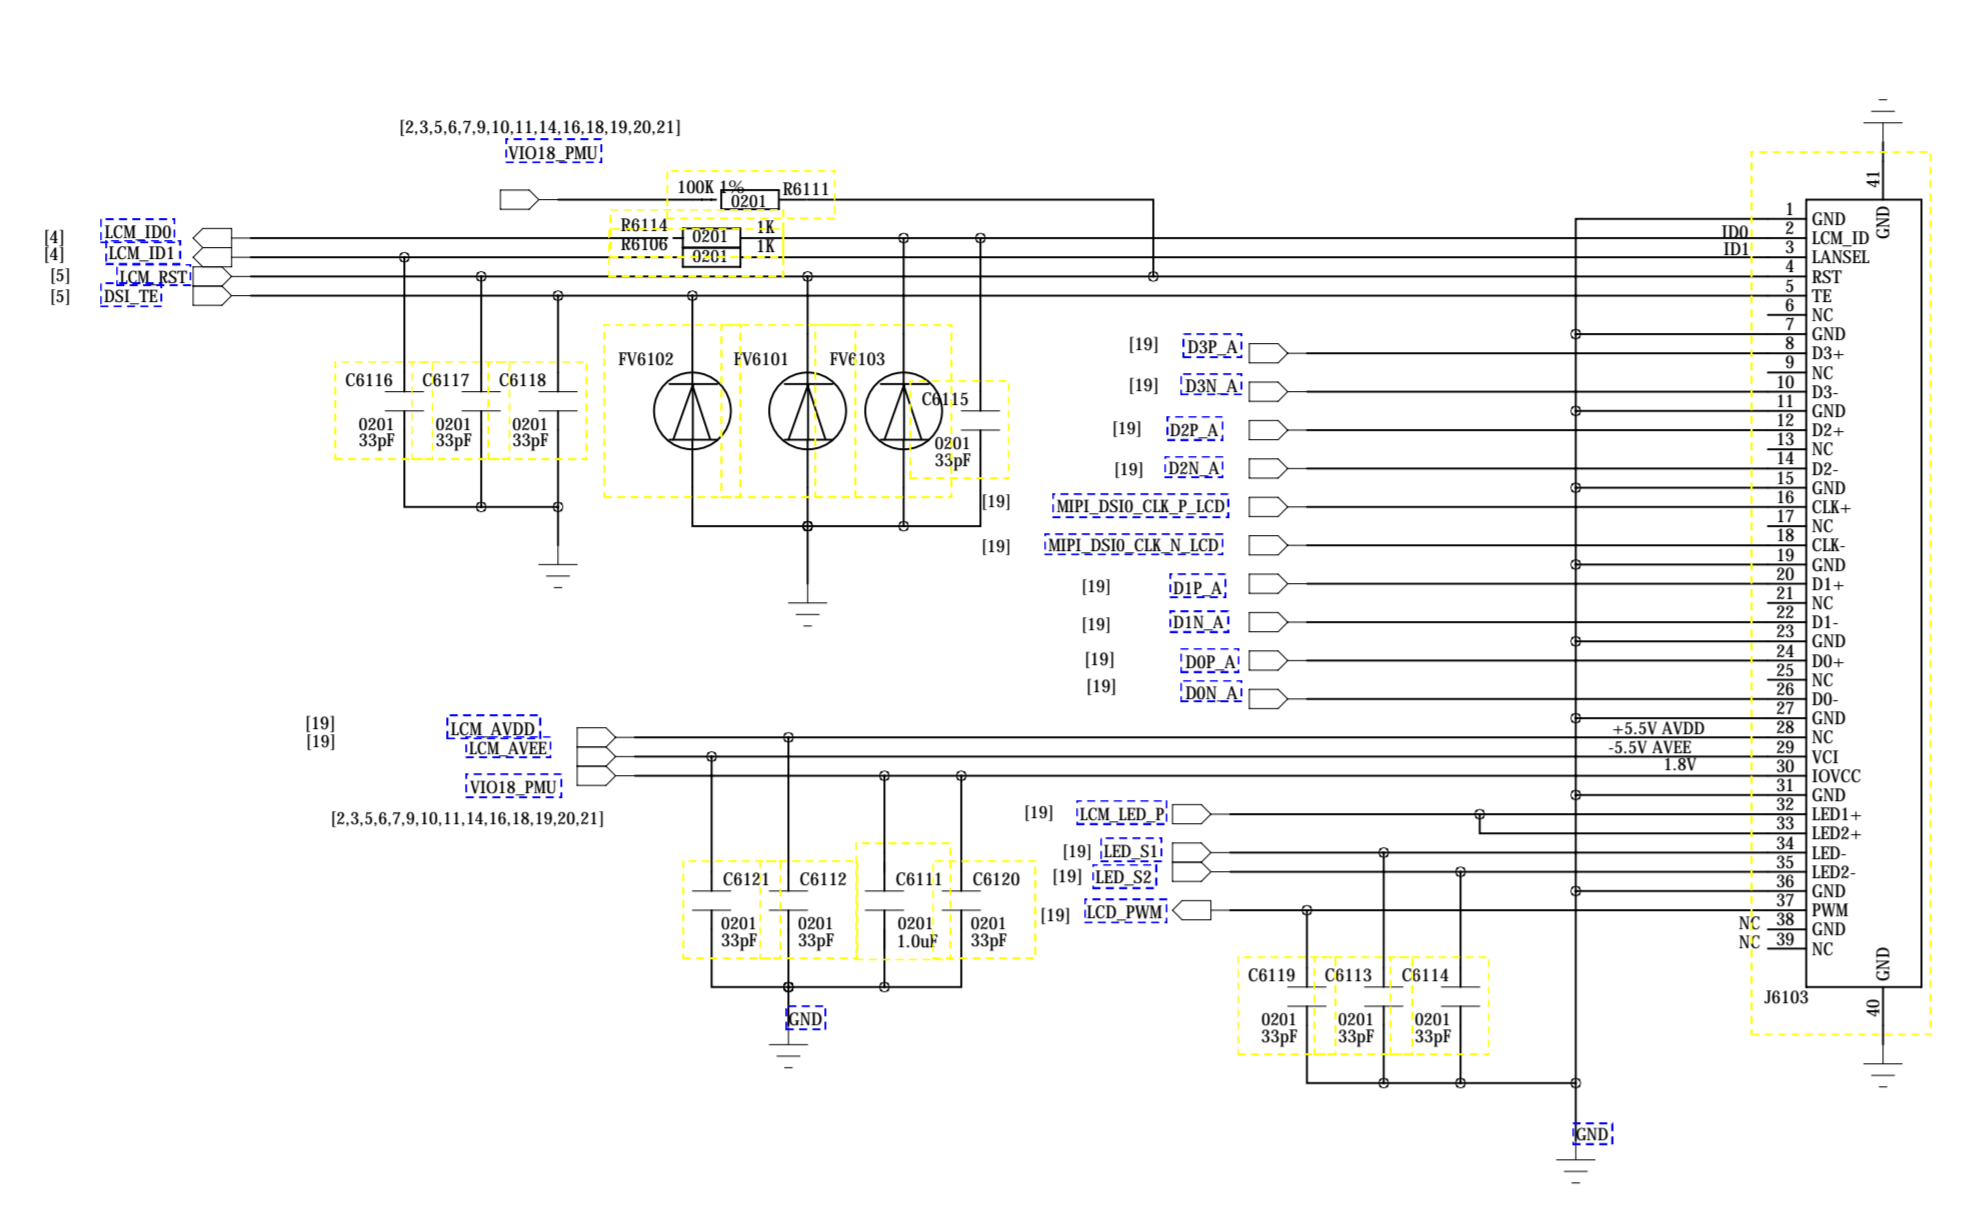 [2,3,5,6,7,9,10,11,14,16,18,19,20,21]
VIO18_PMU
100K 1%
0201
R6111
[4]
LCM_ID0
R6114
0201
1K
[4]
LCM_ID1
R6106
0201
1K
[5]
LCM_RST
[5]
DSI_TE
C6116
0201
33pF
C6117
0201
33pF
C6118
0201
33pF
FV6102
FV6101
FV6103
C6115
0201
33pF
[19]
D3P_A
[19]
D3N_A
[19]
D2P_A
[19]
D2N_A
[19]
MIPI_DSI0_CLK_P_LCD
[19]
MIPI_DSI0_CLK_N_LCD
[19]
D1P_A
[19]
D1N_A
[19]
D0P_A
[19]
D0N_A
[19]
LCM_AVDD
[19]
LCM_AVEE
VIO18_PMU
[2,3,5,6,7,9,10,11,14,16,18,19,20,21]
C6121
0201
33pF
C6112
0201
33pF
C6111
0201
1.0uF
C6120
0201
33pF
GND
[19]
LCM_LED_P
[19]
LED_S1
[19]
LED_S2
[19]
LCD_PWM
C6119
0201
33pF
C6113
0201
33pF
C6114
0201
33pF
GND
ID0
ID1
+5.5V AVDD
-5.5V AVEE
1.8V
NC
NC
41
GND
1 GND
2 LCM_ID
3 LANSEL
4 RST
5 TE
6 NC
7 GND
8 D3+
9 NC
10 D3-
11 GND
12 D2+
13 NC
14 D2-
15 GND
16 CLK+
17 NC
18 CLK-
19 GND
20 D1+
21 NC
22 D1-
23 GND
24 D0+
25 NC
26 D0-
27 GND
28 NC
29 VCI
30 IOVCC
31 GND
32 LED1+
33 LED2+
34 LED-
35 LED2-
36 GND
37 PWM
38 GND
39 NC
GND
40
J6103